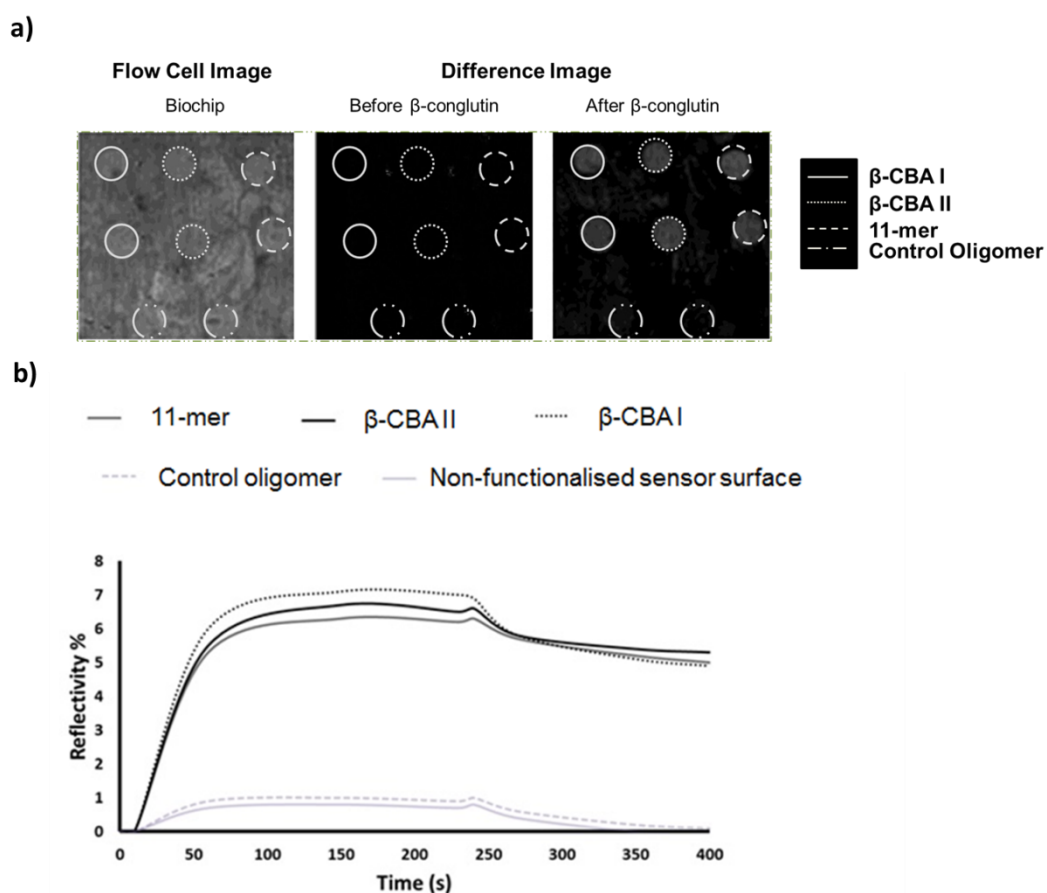 a)
Flow Cell Image
Difference Image
Biochip
Before β-conglutin
After β-conglutin
β-CBA I
β-CBA II
11-mer
Control Oligomer
b)
11-mer
β-CBA II
β-CBA I
Control oligomer
Non-functionalised sensor surface
8
7
6
5
4
3
2
1
0
Reflectivity %
0 50 100 150 200 250 300 350 400
Time (s)